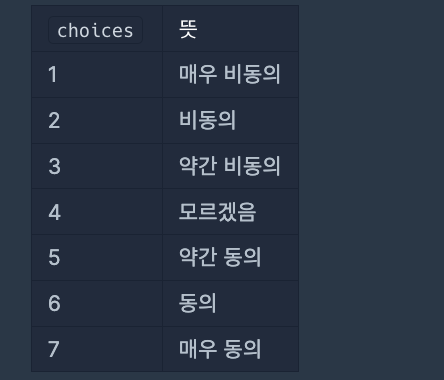 choices 뜻
1 매우 비동의
2 비동의
3 약간 비동의
4 모르겠음
5 약간 동의
6 동의
7 매우 동의